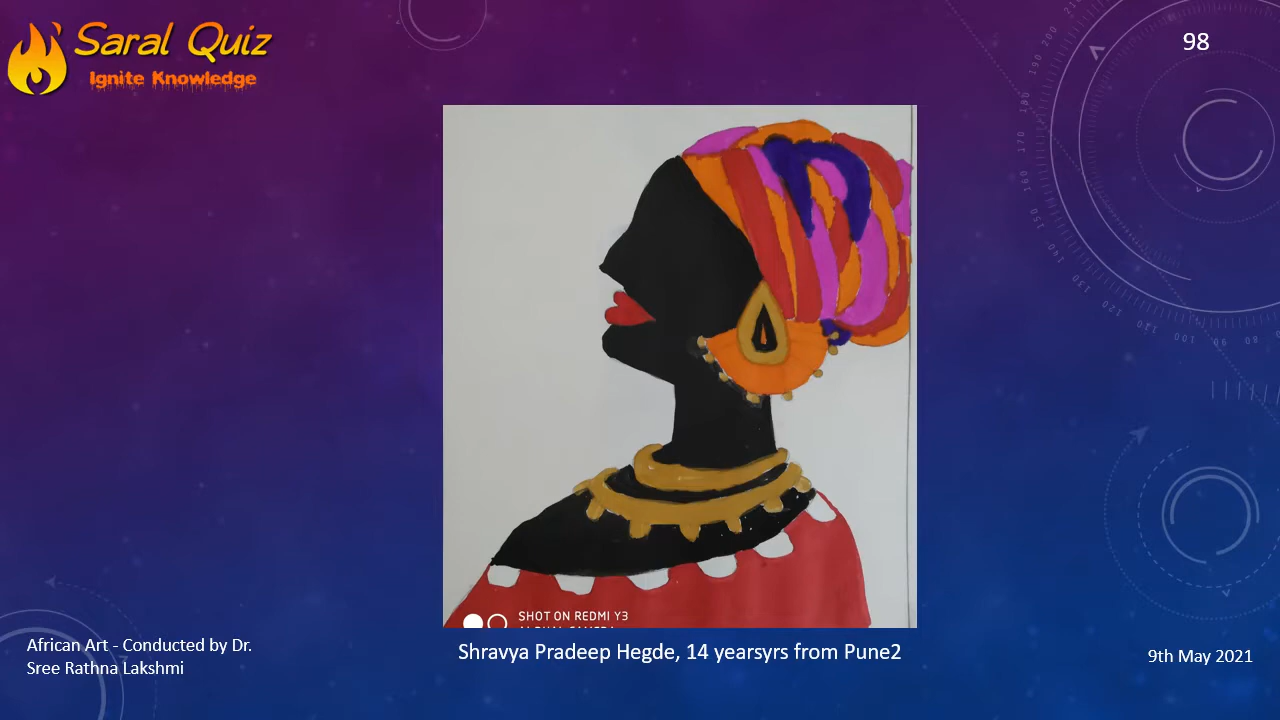 Saral Quiz
Ignite Knowledge
98
SHOT ON REDMI Y3
African Art - Conducted by Dr.
Sree Rathna Lakshmi
Shravya Pradeep Hegde, 14 yearsyrs from Pune2
9th May 2021